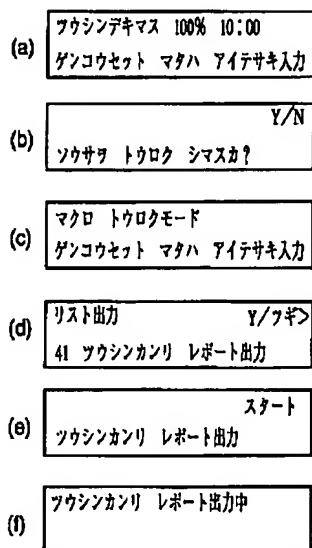 (a)
ツウシンデキマス 100% 10:00
ゲンコウセット マタハ アイテサキ入力
(b)
Y/N
ソウサヲ トウロク シマスカ?
(c)
マクロ トウロクモード
ゲンコウセット マタハ アイテサキ入力
(d)
リスト出力 Y/ツギ>
41 ツウシンカンリ レポート出力
(e)
スタート
ツウシンカンリ レポート出力
(f)
ツウシンカンリ レポート出力中